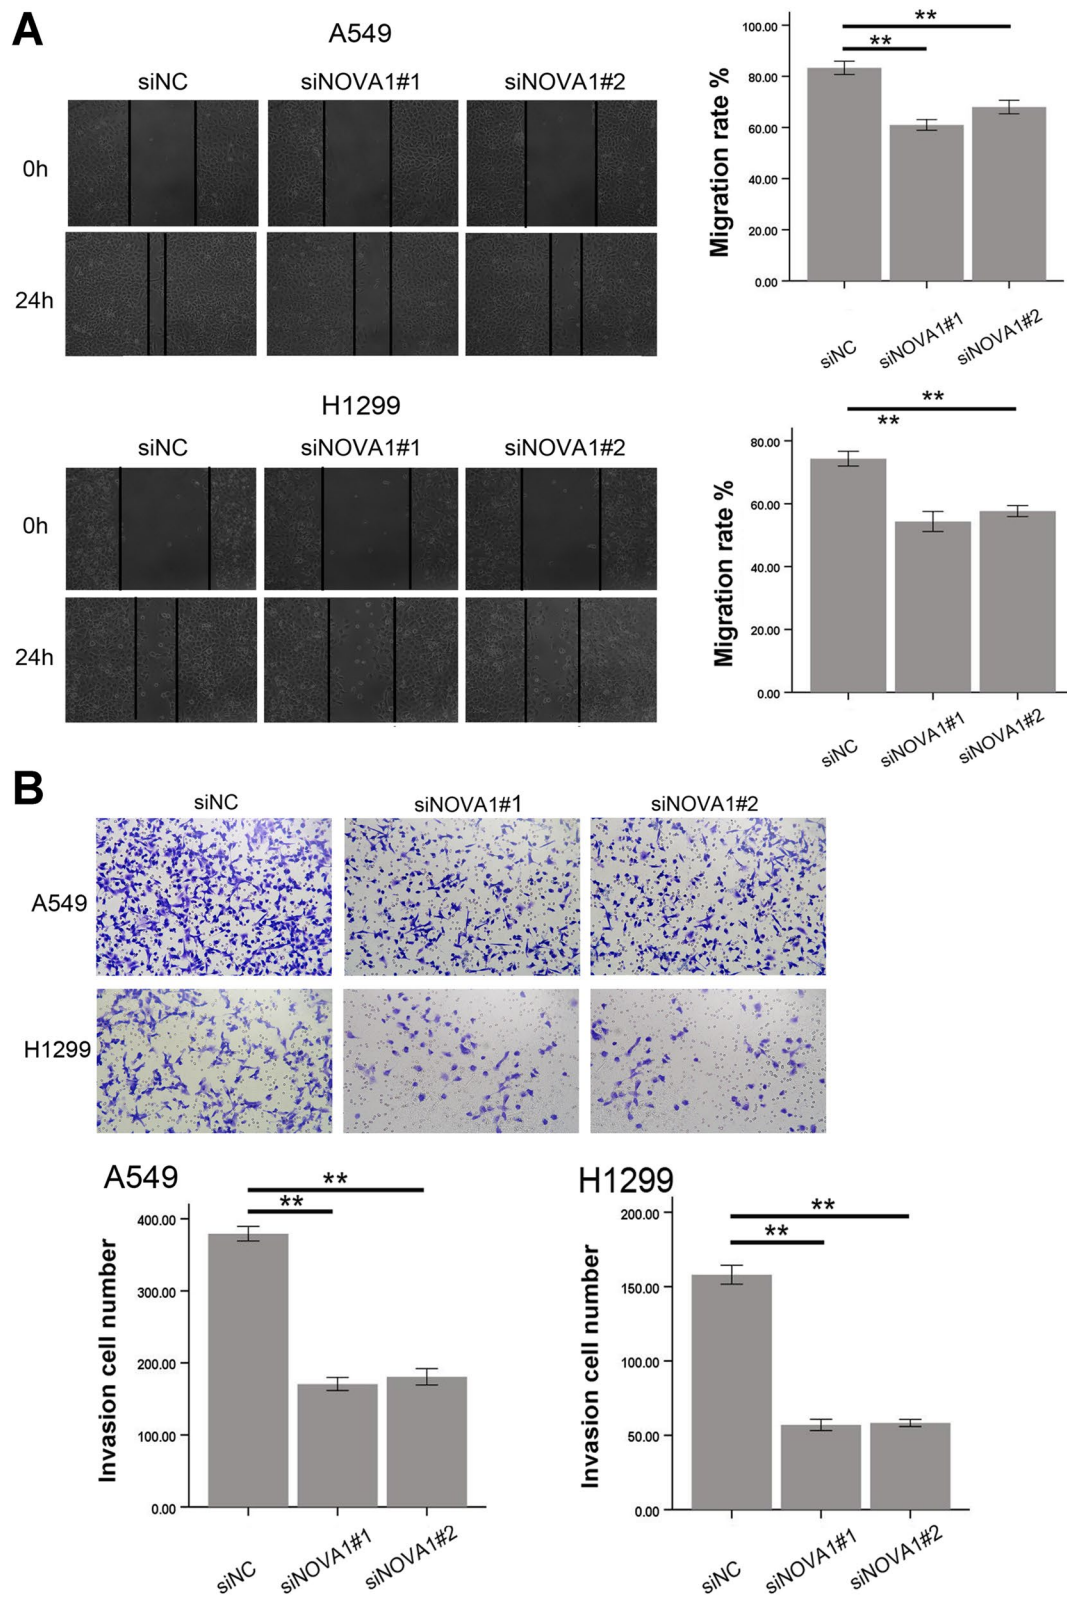 A
A549
siNC siNOVA1#1 siNOVA1#2
0h
24h
Migration rate %
100.00
80.00
60.00
40.00
20.00
0.00
**
**
siNC siNOVA1#1 siNOVA1#2
H1299
siNC siNOVA1#1 siNOVA1#2
0h
24h
Migration rate %
80.00
60.00
40.00
20.00
0.00
**
**
siNC siNOVA1#1 siNOVA1#2
B
siNC siNOVA1#1 siNOVA1#2
A549
H1299
A549
Invasion cell number
400.00
300.00
200.00
100.00
0.00
**
**
siNC siNOVA1#1 siNOVA1#2
H1299
Invasion cell number
200.00
150.00
100.00
50.00
0.00
**
**
siNC siNOVA1#1 siNOVA1#2